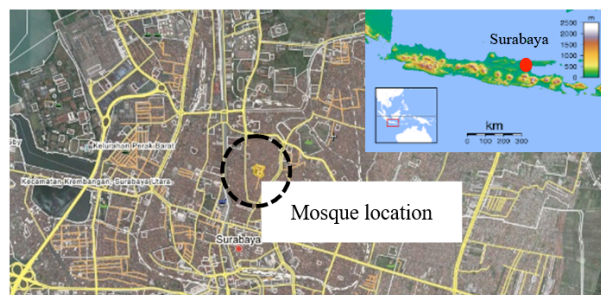 Surabaya
m
2500
2000
1500
1000
500
0
km
0 100 200 300
Kelurahan Perak Barat
Kecamatan Krembangan, Surabaya Utara
Mosque location
Surabaya